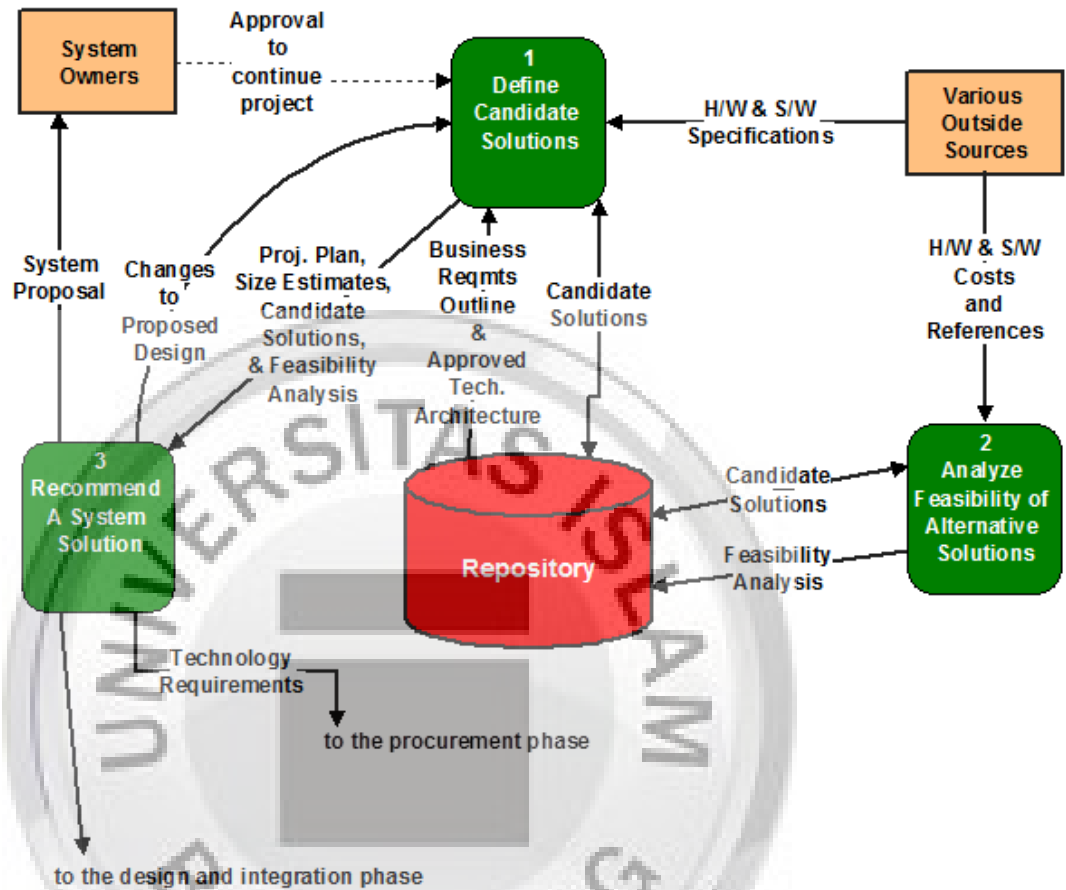 System
Owners
Approval
to
continue
project
1
Define
Candidate
Solutions
H/W & S/W
Specifications
Various
Outside
Sources
System
Proposal
Changes
to
Proposed
Design
Proj. Plan,
Size Estimates,
Candidate
Solutions,
& Feasibility
Analysis
Business
Reqmts
Outline
&
Approved
Tech.
Architecture
Candidate
Solutions
H/W & S/W
Costs
and
References
3
Recommend
A System
Solution
Repository
Candidate
Solutions
Feasibility
Analysis
2
Analyze
Feasibility of
Alternative
Solutions
Technology
Requirements
to the procurement phase
to the design and integration phase
UNIVERSITAS ISLAM